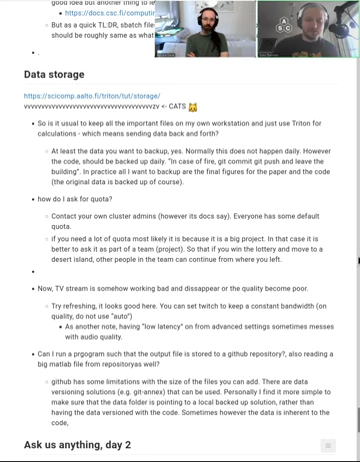 good idea but another thing to le
https://docs.csc.fi/computin
But as a quick TL:DR, sbatch file
should be roughly same as what
.
Data storage
https://scicomp.aalto.fi/triton/tut/storage/
<- CATS 🐱
So is it usual to keep all the important files on my own workstation and just use Triton for
calculations - which means sending data back and forth?
At least the data you want to backup, yes. Normally this does not happen daily. However
the code, should be backed up daily. "In case of fire, git commit git push and leave the
building". In practice all I want to backup are the final figures for the paper and the code
(the original data is backed up of course).
how do I ask for quota?
Contact your own cluster admins (however its docs say). Everyone has some default
quota.
if you need a lot of quota most likely it is because it is a big project. In that case it is
better to ask it as part of a team (project). So that if you win the lottery and move to a
desert island, other people in the team can continue from where you left.
Now, TV stream is somehow working bad and dissappear or the quality become poor.
Try refreshing, it looks good here. You can set twitch to keep a constant bandwidth (on
quality, do not use "auto")
As another note, having "low latency" on from advanced settings sometimes messes
with audio quality.
Can I run a prgogram such that the output file is stored to a github repository?, also reading a
big matlab file from repositoryas well?
github has some limitations with the size of the files you can add. There are data
versioning solutions (e.g. git-annex) that can be used. Personally I find it more simple to
make sure that the data folder is pointing to a local backed up solution, rather than
having the data versioned with the code. Sometimes however the data is inherent to the
code,
Ask us anything, day 2